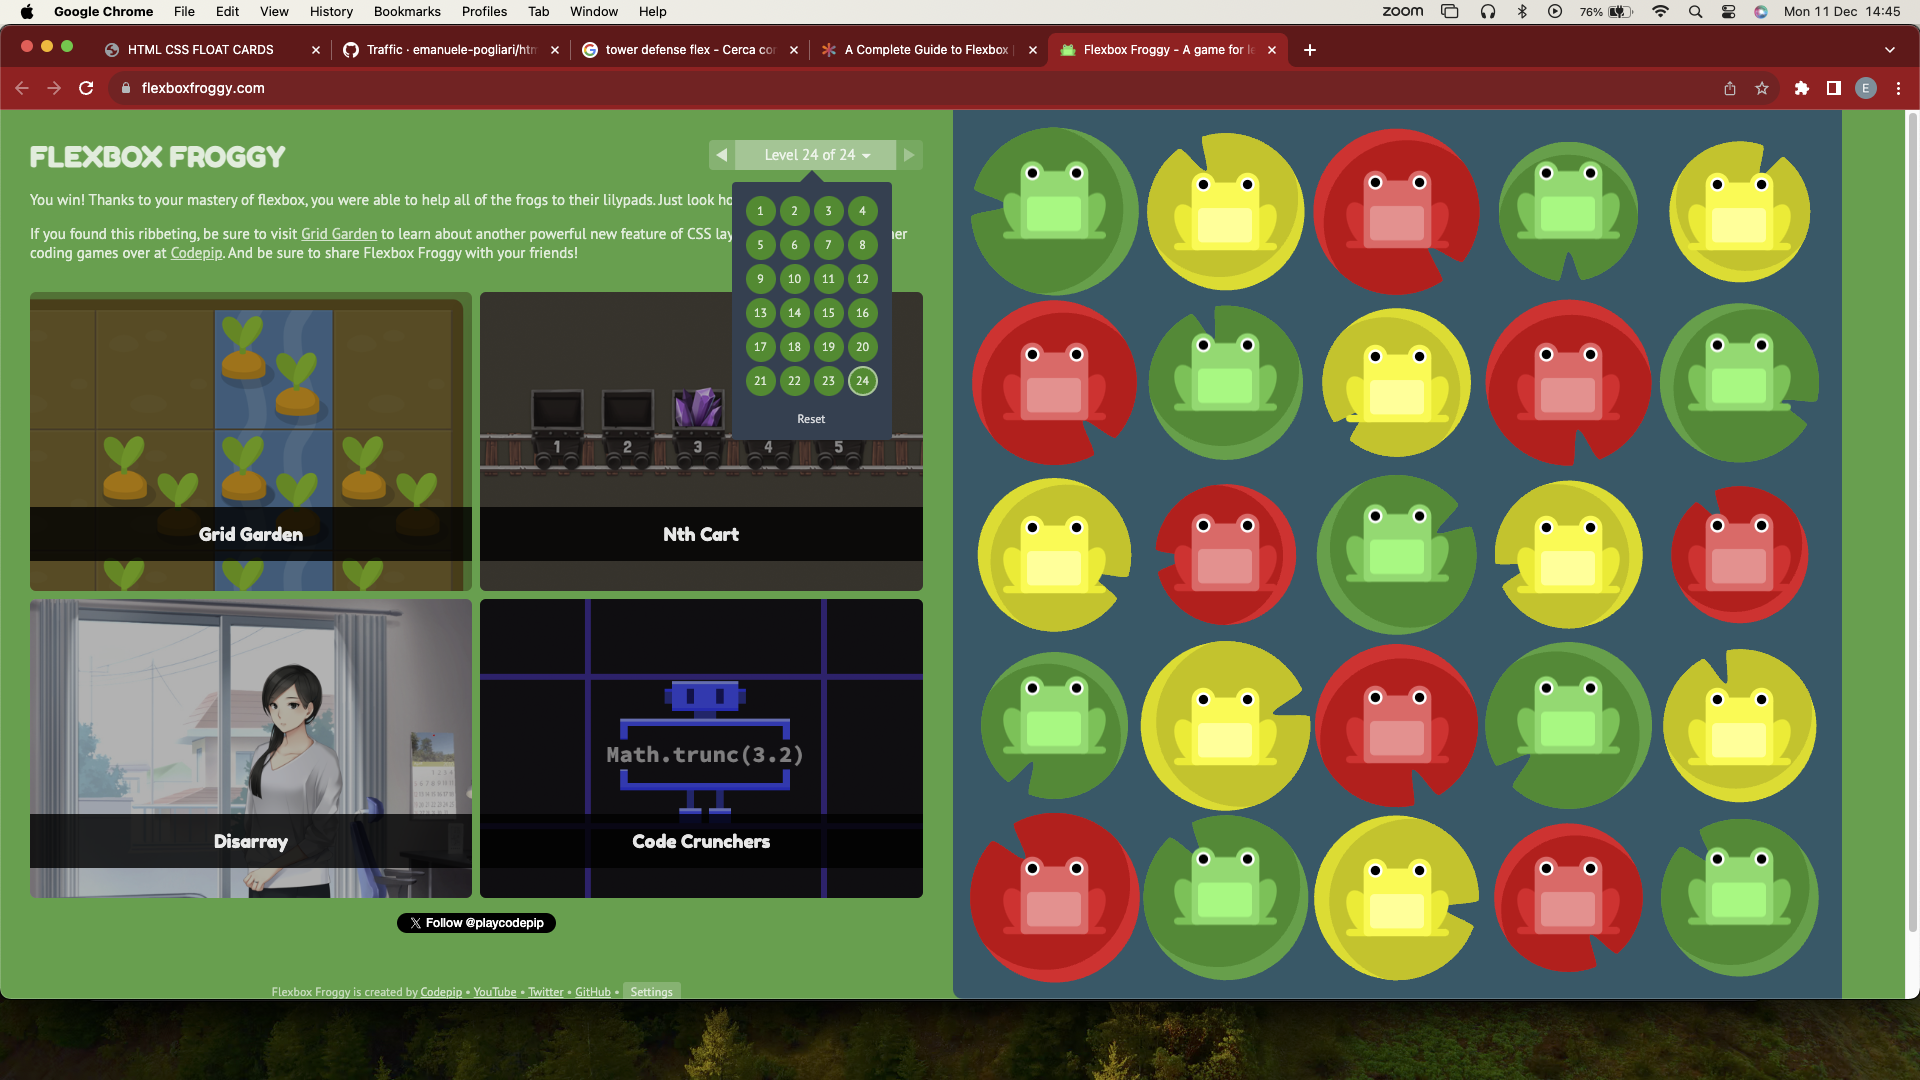 Google Chrome File Edit View History Bookmarks Profiles Tab Window Help zoom 76% Mon 11 Dec 14:45
HTML CSS FLOAT CARDS Traffic · emanuele-pogliari/htm tower defense flex - Cerca con A Complete Guide to Flexbox Flexbox Froggy - A game for le
flexboxfroggy.com E
FLEXBOX FROGGY
Level 24 of 24
You win! Thanks to your mastery of flexbox, you were able to help all of the frogs to their lilypads. Just look ho
If you found this ribbeting, be sure to visit Grid Garden to learn about another powerful new feature of CSS lay her
coding games over at Codepip. And be sure to share Flexbox Froggy with your friends!
1 2 3 4
5 6 7 8
9 10 11 12
13 14 15 16
17 18 19 20
21 22 23 24
Reset
1 2 3 4 5
Grid Garden
Nth Cart
Math.trunc(3.2)
Disarray
Code Crunchers
X Follow @playcodepip
Flexbox Froggy is created by Codepip • YouTube • Twitter • GitHub • Settings